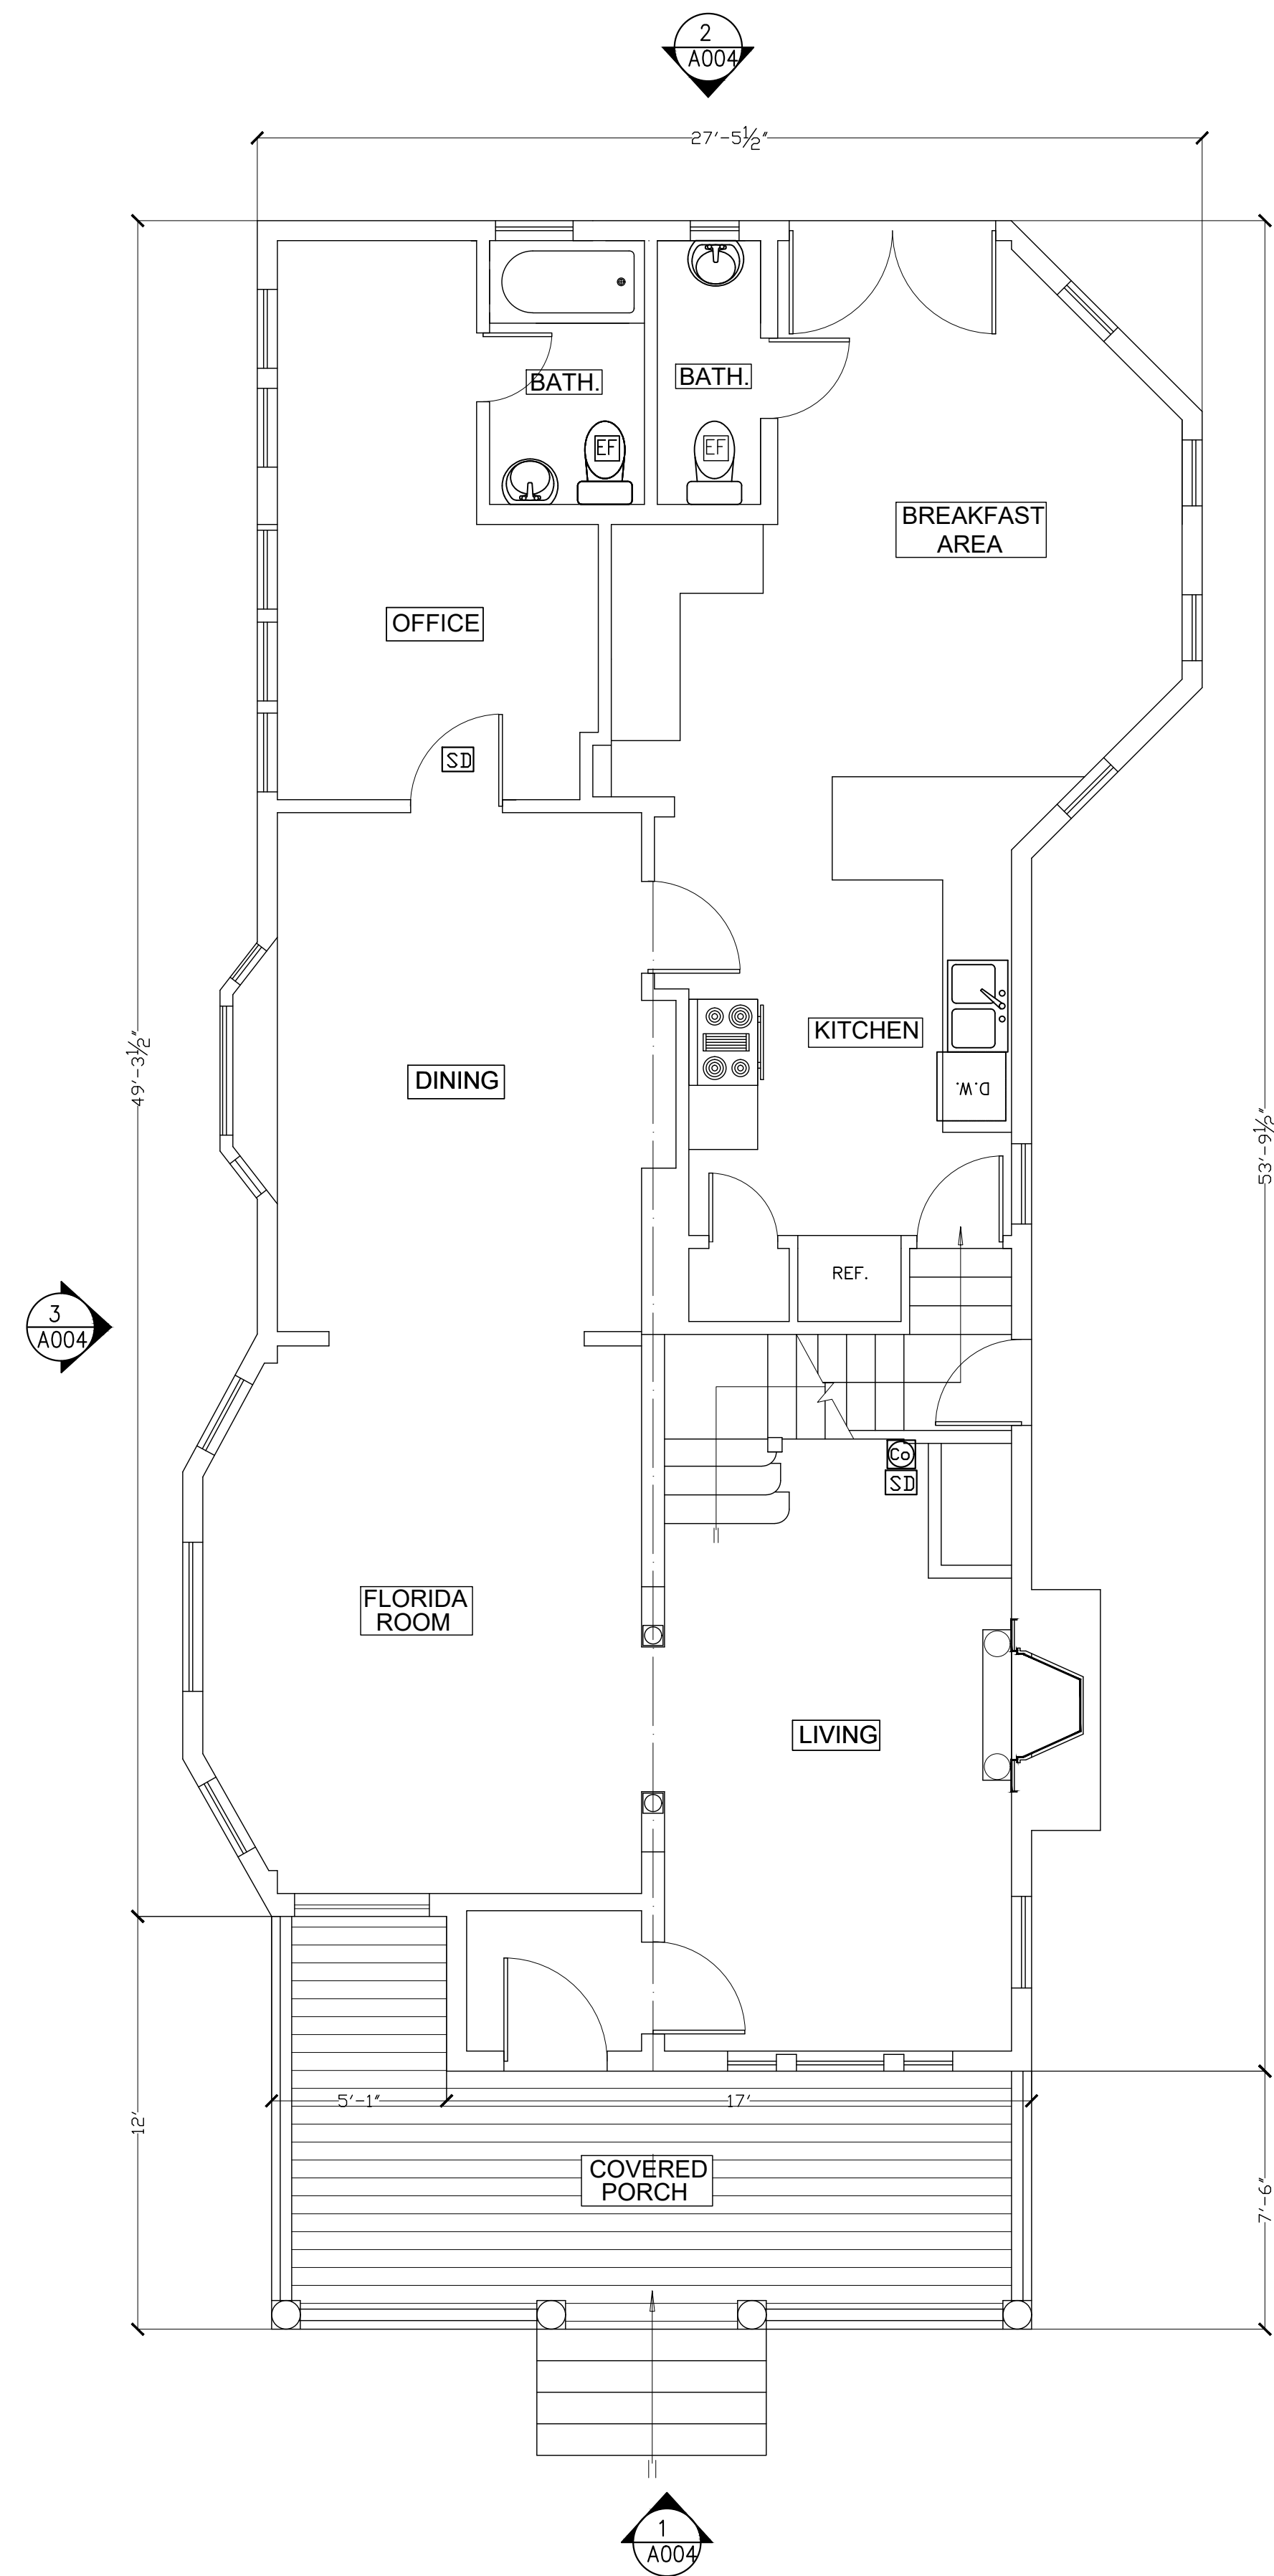 2
A004
27'-5½"
BATH.
BATH.
EF
EF
BREAKFAST
AREA
OFFICE
SD
49'-3½"
53'-9½"
DINING
KITCHEN
D.W.
REF.
3
A004
Co
SD
FLORIDA
ROOM
LIVING
5'-1"
17'
12'
COVERED
PORCH
7'-6"
1
A004